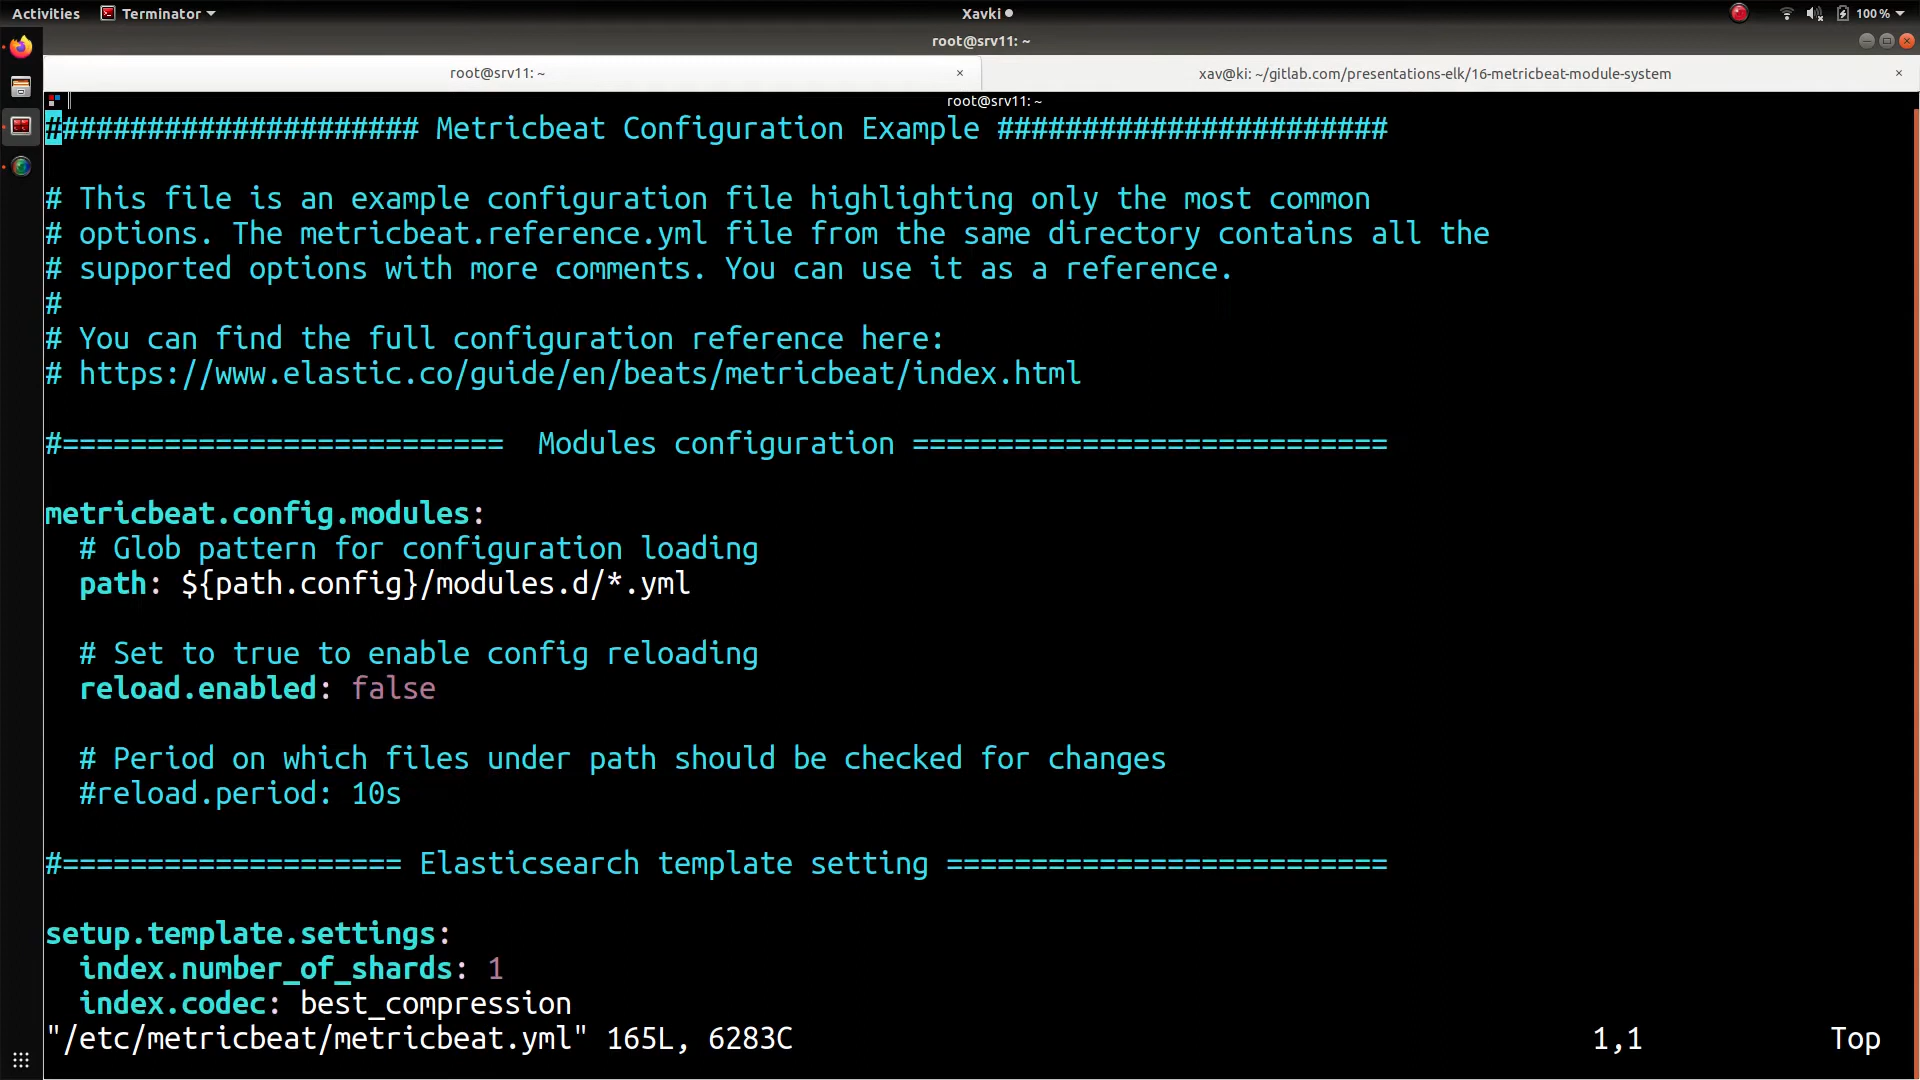 Activities
Terminator
Xavki
100 %
root@srv11: ~
root@srv11: ~ ×
xav@ki: ~/gitlab.com/presentations-elk/16-metricbeat-module-system ×
root@srv11: ~
###################### Metricbeat Configuration Example #######################
# This file is an example configuration file highlighting only the most common
# options. The metricbeat.reference.yml file from the same directory contains all the
# supported options with more comments. You can use it as a reference.
#
# You can find the full configuration reference here:
# https://www.elastic.co/guide/en/beats/metricbeat/index.html
#==========================  Modules configuration ============================
metricbeat.config.modules:
  # Glob pattern for configuration loading
  path: ${path.config}/modules.d/*.yml
  # Set to true to enable config reloading
  reload.enabled: false
  # Period on which files under path should be checked for changes
  #reload.period: 10s
#==================== Elasticsearch template setting ==========================
setup.template.settings:
  index.number_of_shards: 1
  index.codec: best_compression
"/etc/metricbeat/metricbeat.yml" 165L, 6283C 1,1 Top